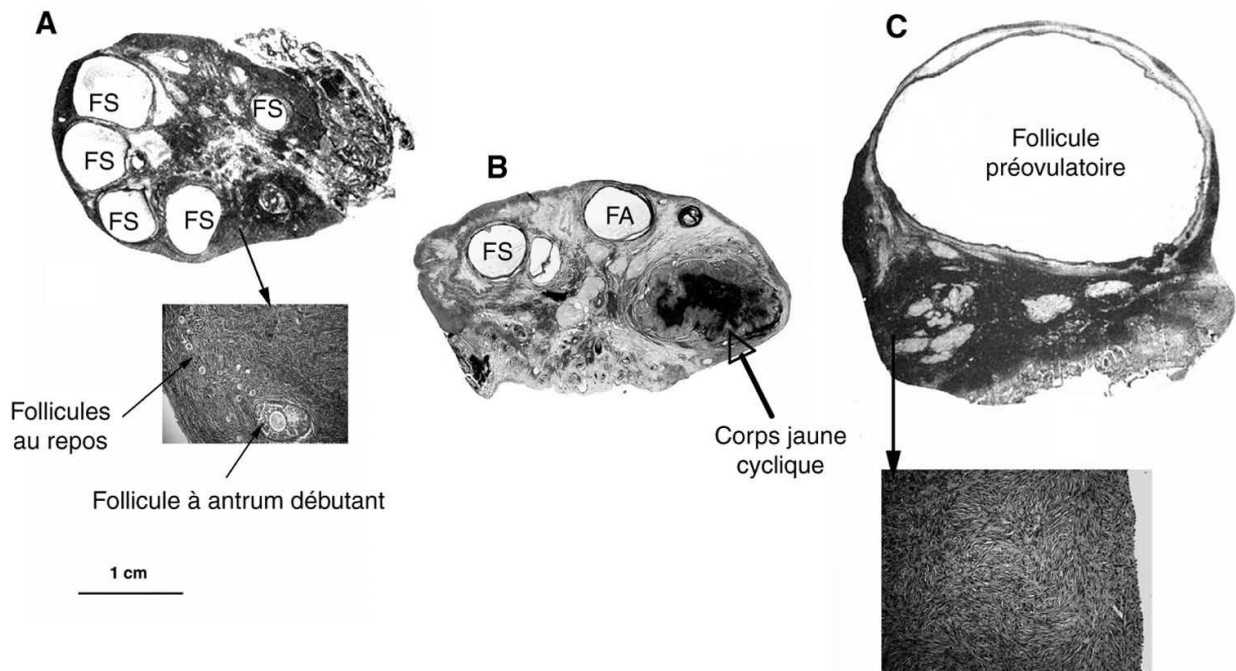 A
FS
FS
FS
FS
FS
Follicules
au repos
Follicule à antrum débutant
1 cm
B
FS
FA
Corps jaune
cyclique
C
Follicule
préovulatoire